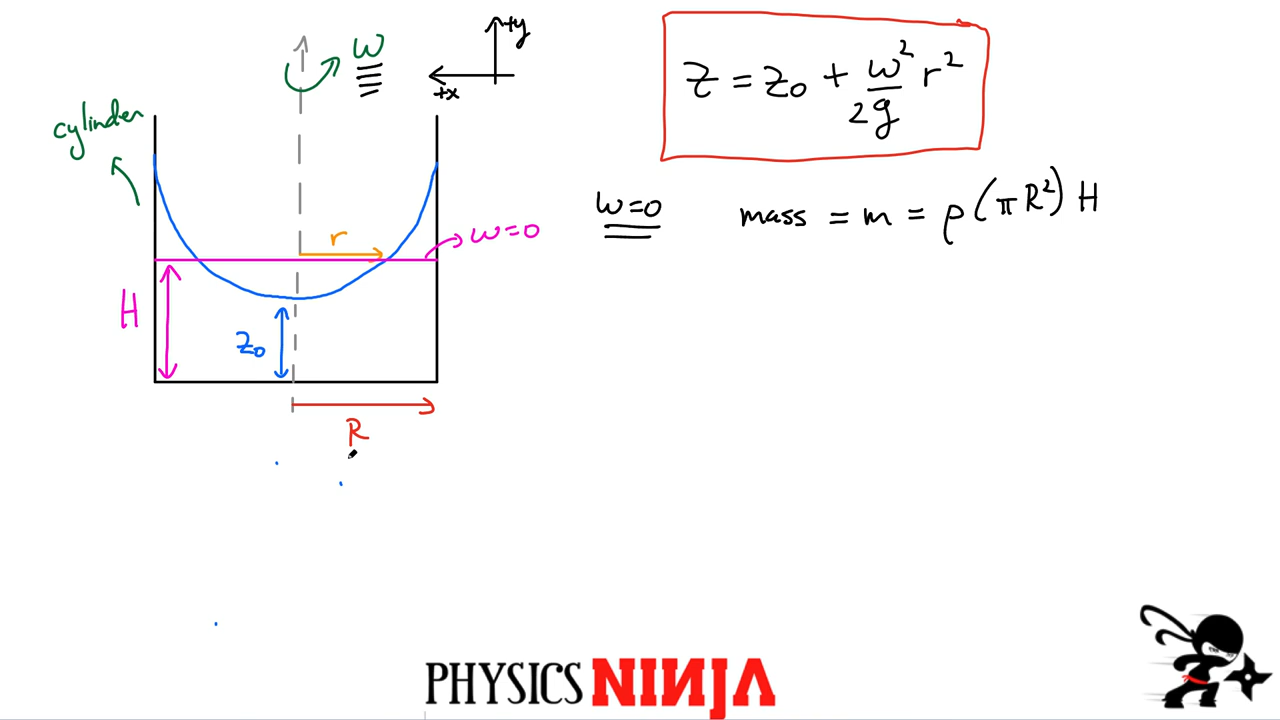 ω
+y
+x
cylinder
z = z₀ + ω²/2g r²
ω=0 mass = m = ρ(πR²) H
r
ω=0
H
z₀
R
PHYSICS NINJA